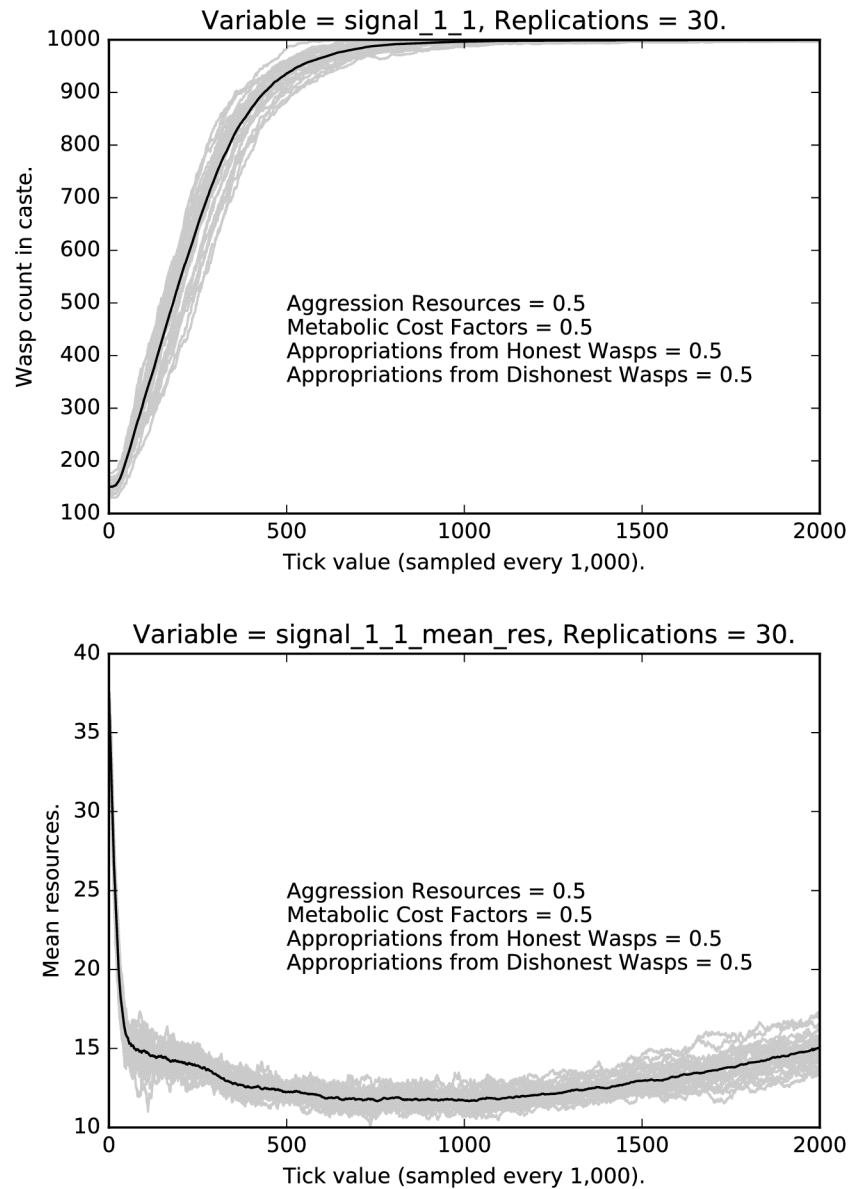 Variable = signal_1_1, Replications = 30.
1000
900
800
700
600
500
400
300
200
100
Wasp count in caste.
Aggression Resources = 0.5
Metabolic Cost Factors = 0.5
Appropriations from Honest Wasps = 0.5
Appropriations from Dishonest Wasps = 0.5
0 500 1000 1500 2000
Tick value (sampled every 1,000).
Variable = signal_1_1_mean_res, Replications = 30.
40
35
30
25
20
15
10
Mean resources.
Aggression Resources = 0.5
Metabolic Cost Factors = 0.5
Appropriations from Honest Wasps = 0.5
Appropriations from Dishonest Wasps = 0.5
0 500 1000 1500 2000
Tick value (sampled every 1,000).